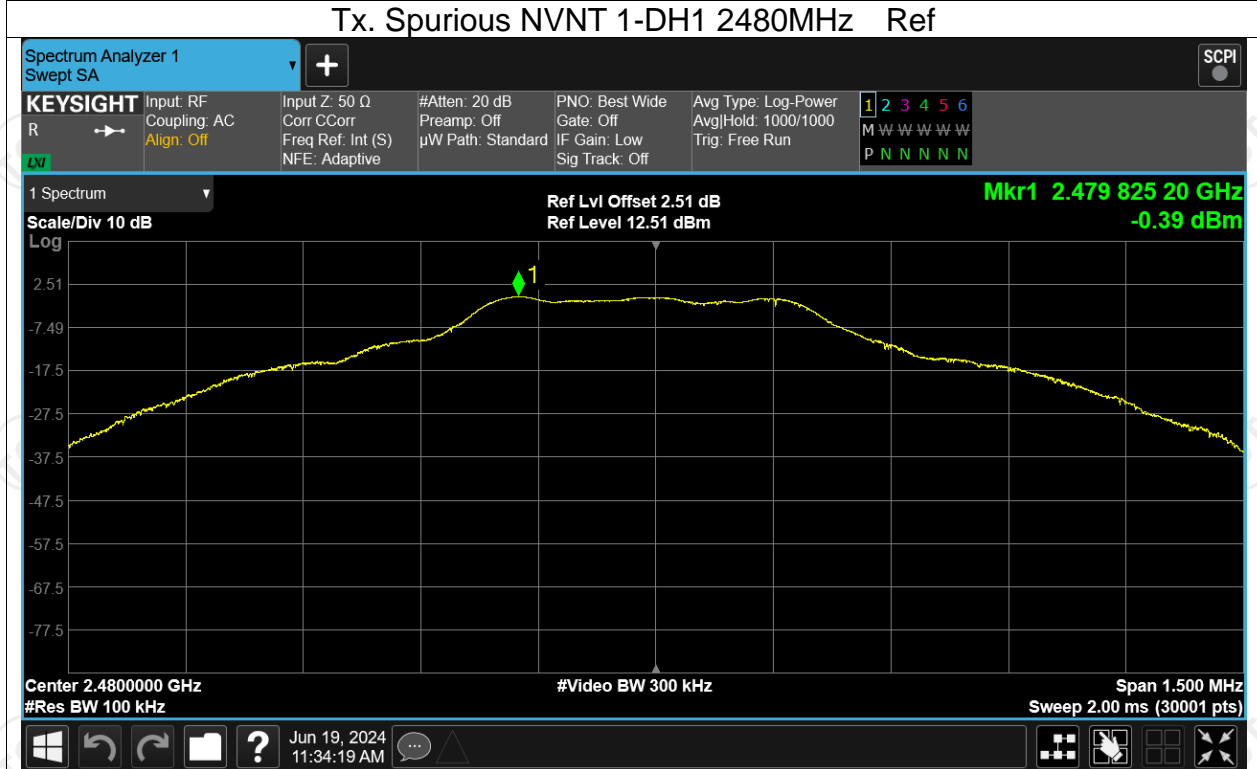 Tx. Spurious NVNT 1-DH1 2480MHz Ref
Spectrum Analyzer 1
Swept SA
SCPI
KEYSIGHT
R
LXI
Input: RF
Coupling: AC
Align: Off
Input Z: 50 Ω
Corr CCorr
Freq Ref: Int (S)
NFE: Adaptive
#Atten: 20 dB
Preamp: Off
µW Path: Standard
PNO: Best Wide
Gate: Off
IF Gain: Low
Sig Track: Off
Avg Type: Log-Power
Avg|Hold: 1000/1000
Trig: Free Run
1 2 3 4 5 6
M W W W W W
P N N N N N
1 Spectrum
Scale/Div 10 dB
Ref Lvl Offset 2.51 dB
Ref Level 12.51 dBm
Mkr1 2.479 825 20 GHz
-0.39 dBm
Log
1
2.51
-7.49
-17.5
-27.5
-37.5
-47.5
-57.5
-67.5
-77.5
Center 2.4800000 GHz
#Res BW 100 kHz
#Video BW 300 kHz
Span 1.500 MHz
Sweep 2.00 ms (30001 pts)
?
Jun 19, 2024
11:34:19 AM